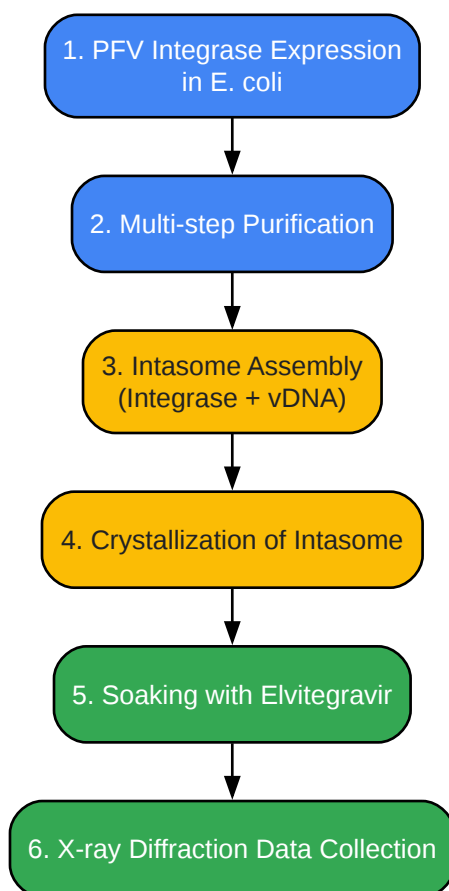 1. PFV Integrase Expression
in E. coli
2. Multi-step Purification
3. Intasome Assembly
(Integrase + vDNA)
4. Crystallization of Intasome
5. Soaking with Elvitegravir
6. X-ray Diffraction Data Collection